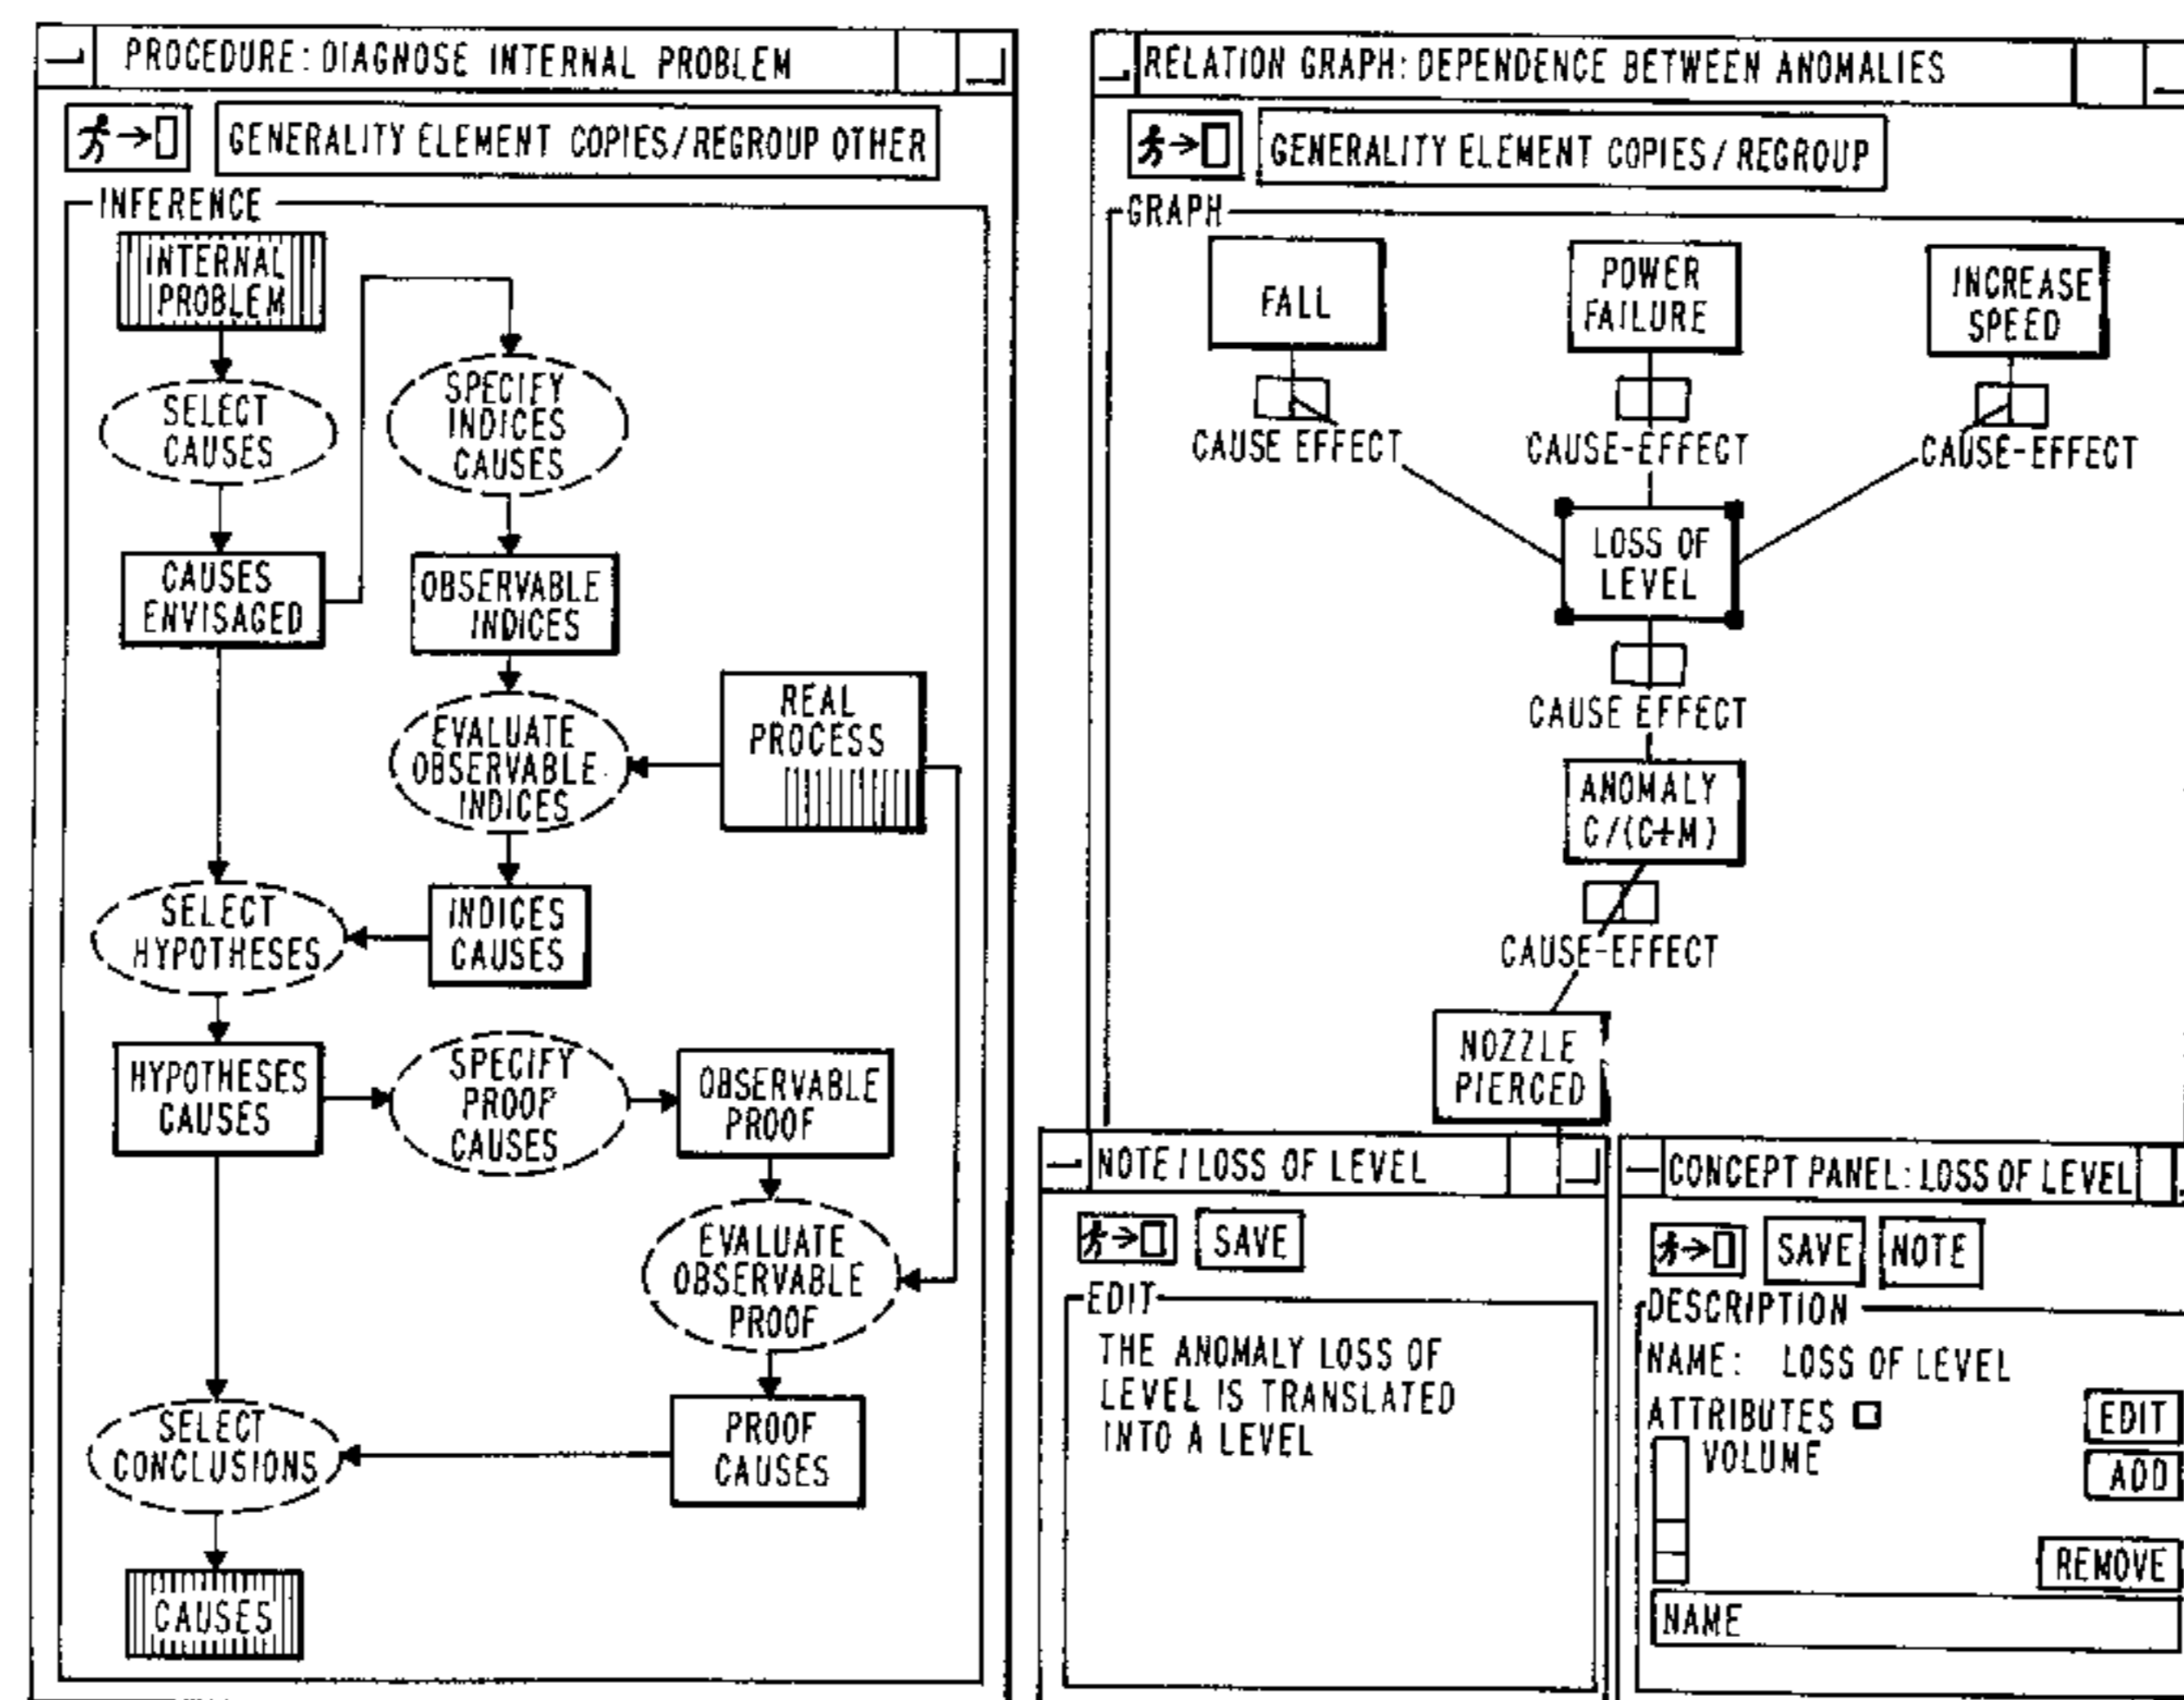 PROCEDURE: DIAGNOSE INTERNAL PROBLEM
GENERALITY ELEMENT COPIES/REGROUP OTHER
INFERENCE
INTERNAL
PROBLEM
SELECT
CAUSES
SPECIFY
INDICES
CAUSES
CAUSES
ENVISAGED
OBSERVABLE
INDICES
REAL
PROCESS
EVALUATE
OBSERVABLE
INDICES
SELECT
HYPOTHESES
INDICES
CAUSES
HYPOTHESES
CAUSES
SPECIFY
PROOF
CAUSES
OBSERVABLE
PROOF
EVALUATE
OBSERVABLE
PROOF
SELECT
CONCLUSIONS
PROOF
CAUSES
CAUSES
RELATION GRAPH: DEPENDENCE BETWEEN ANOMALIES
GENERALITY ELEMENT COPIES/REGROUP
GRAPH
FALL
POWER
FAILURE
INCREASE
SPEED
CAUSE EFFECT
CAUSE-EFFECT
CAUSE-EFFECT
LOSS OF
LEVEL
CAUSE EFFECT
ANOMALY
C/(C+M)
CAUSE-EFFECT
NOZZLE
PIERCED
NOTE/LOSS OF LEVEL
SAVE
EDIT
THE ANOMALY LOSS OF
LEVEL IS TRANSLATED
INTO A LEVEL
CONCEPT PANEL: LOSS OF LEVEL
SAVE
NOTE
DESCRIPTION
NAME: LOSS OF LEVEL
ATTRIBUTES
EDIT
VOLUME
ADD
REMOVE
NAME